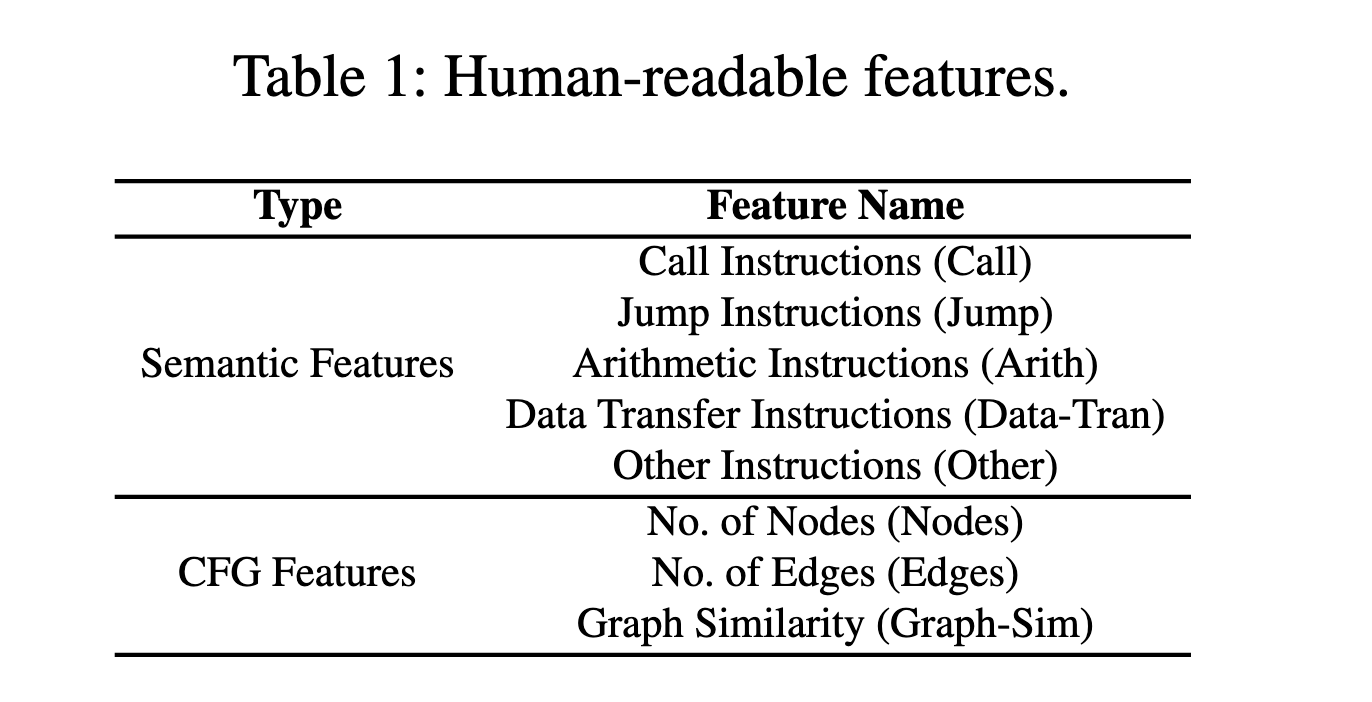 Table 1: Human-readable features.
Type Feature Name
Call Instructions (Call)
Jump Instructions (Jump)
Semantic Features Arithmetic Instructions (Arith)
Data Transfer Instructions (Data-Tran)
Other Instructions (Other)
No. of Nodes (Nodes)
CFG Features No. of Edges (Edges)
Graph Similarity (Graph-Sim)